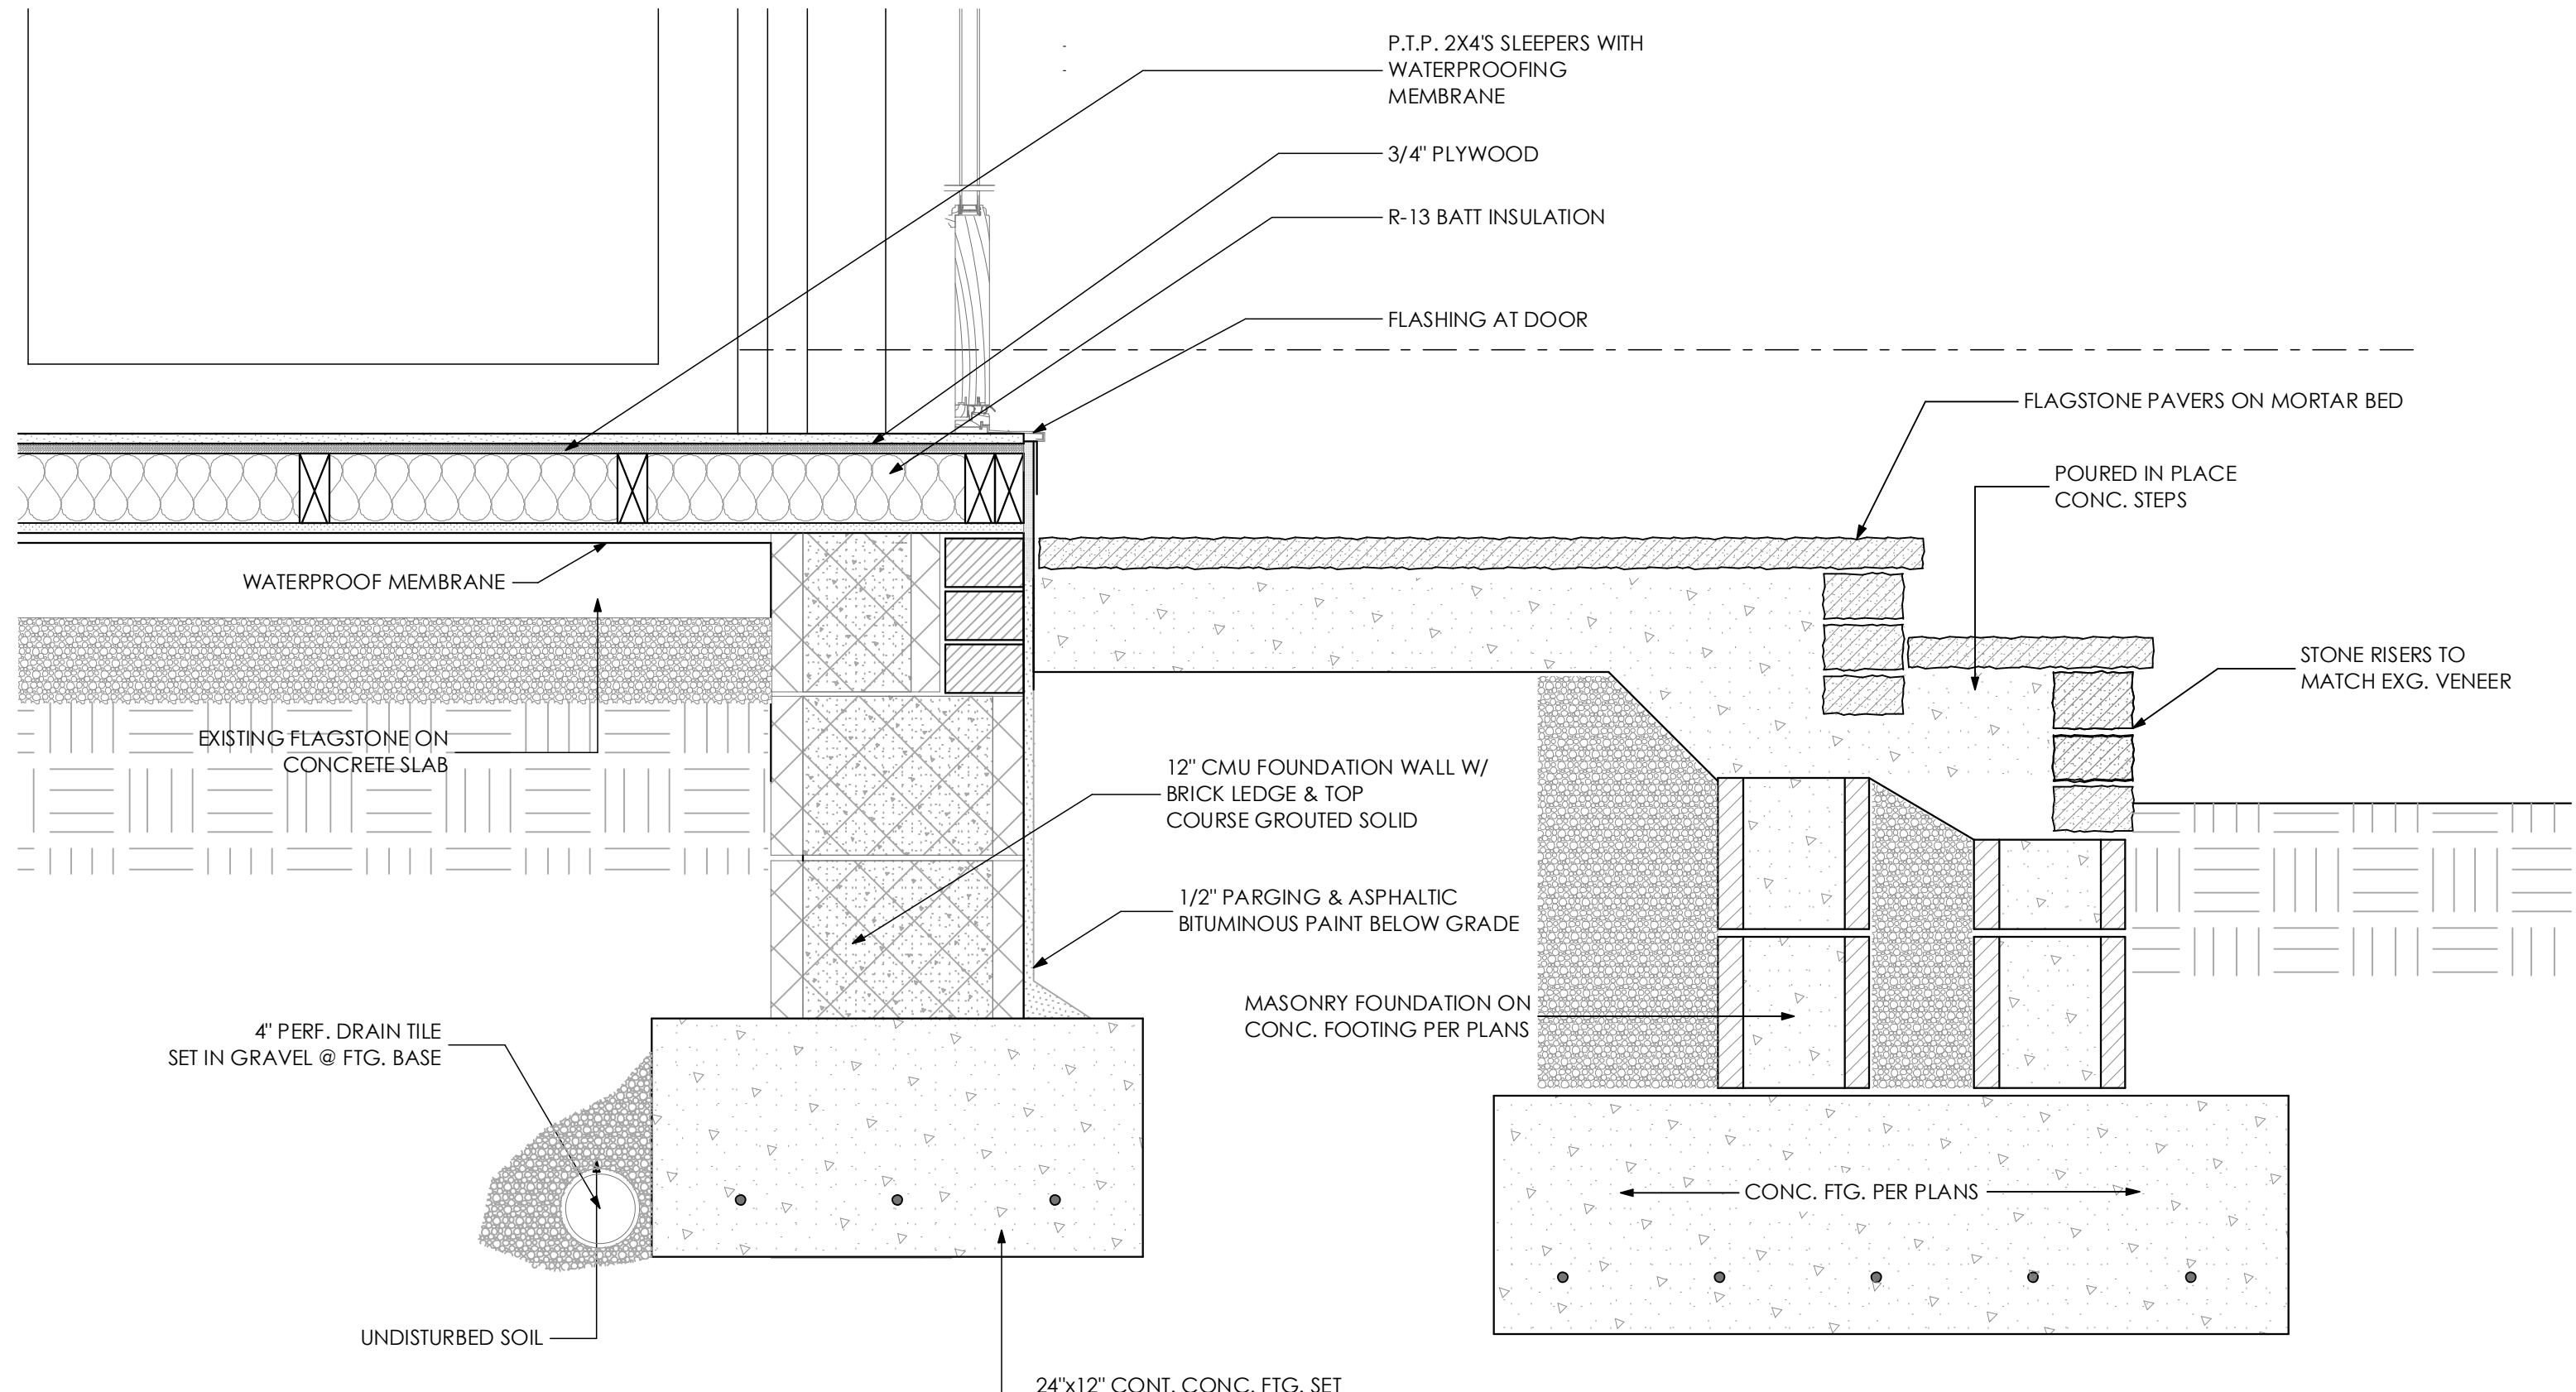 P.T.P. 2X4'S SLEEPERS WITH
WATERPROOFING
MEMBRANE
3/4" PLYWOOD
R-13 BATT INSULATION
FLASHING AT DOOR
FLAGSTONE PAVERS ON MORTAR BED
POURED IN PLACE
CONC. STEPS
STONE RISERS TO
MATCH EXG. VENEER
WATERPROOF MEMBRANE
EXISTING FLAGSTONE ON
CONCRETE SLAB
12" CMU FOUNDATION WALL W/
BRICK LEDGE & TOP
COURSE GROUTED SOLID
1/2" PARGING & ASPHALTIC
BITUMINOUS PAINT BELOW GRADE
MASONRY FOUNDATION ON
CONC. FOOTING PER PLANS
4" PERF. DRAIN TILE
SET IN GRAVEL @ FTG. BASE
CONC. FTG. PER PLANS
UNDISTURBED SOIL
24"x12" CONT. CONC. FTG. SET